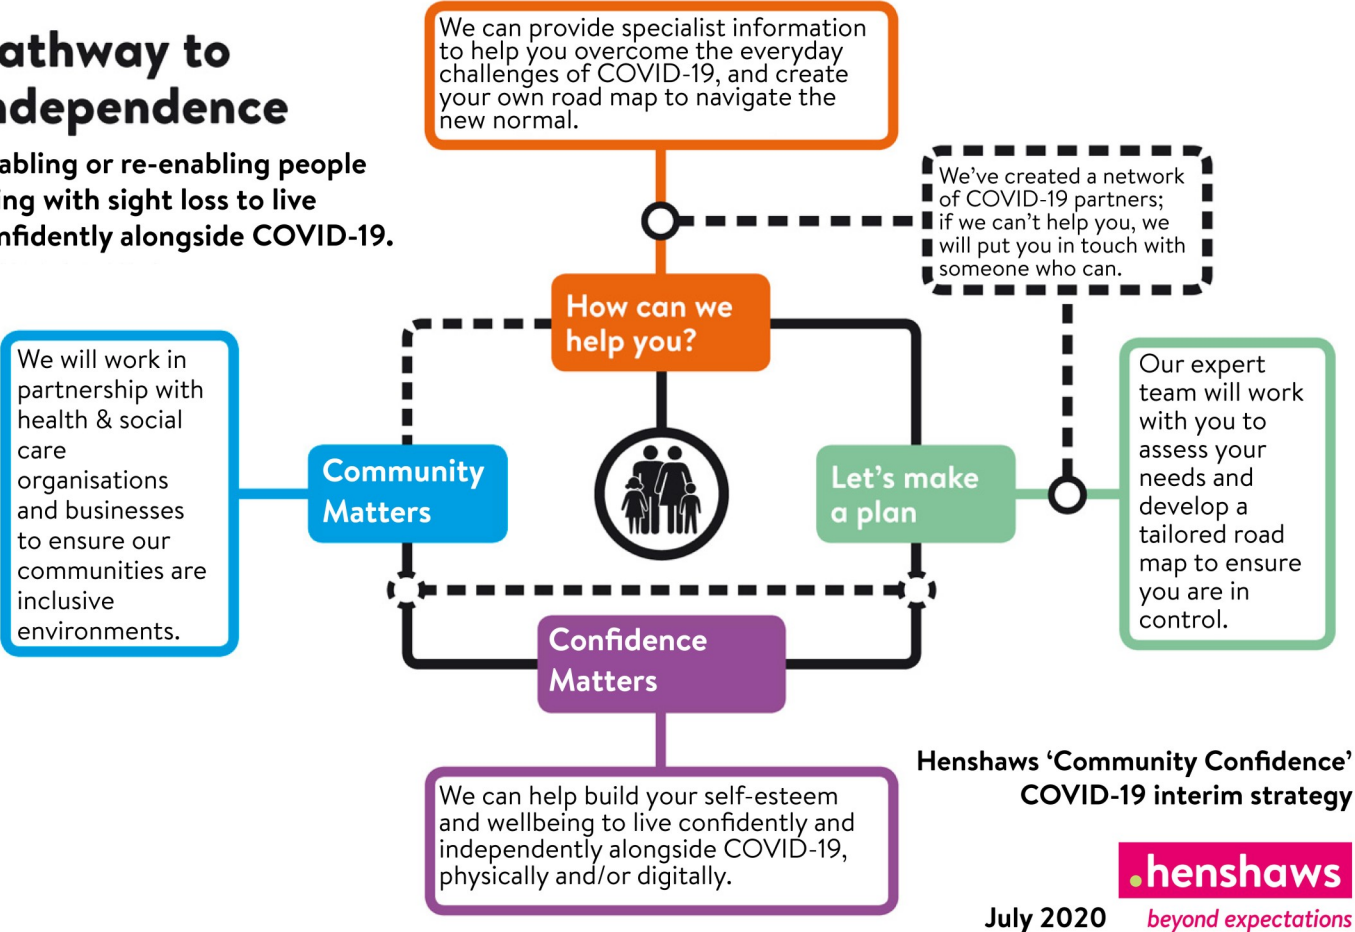 athway to
ndependence
abling or re-enabling people
ing with sight loss to live
nfidently alongside COVID-19.
We can provide specialist information
to help you overcome the everyday
challenges of COVID-19, and create
your own road map to navigate the
new normal.
We've created a network
of COVID-19 partners;
if we can't help you, we
will put you in touch with
someone who can.
How can we
help you?
We will work in
partnership with
health & social
care
organisations
and businesses
to ensure our
communities are
inclusive
environments.
Community
Matters
Let's make
a plan
Our expert
team will work
with you to
assess your
needs and
develop a
tailored road
map to ensure
you are in
control.
Confidence
Matters
We can help build your self-esteem
and wellbeing to live confidently and
independently alongside COVID-19,
physically and/or digitally.
Henshaws ‘Community Confidence’
COVID-19 interim strategy
.henshaws
July 2020
beyond expectations